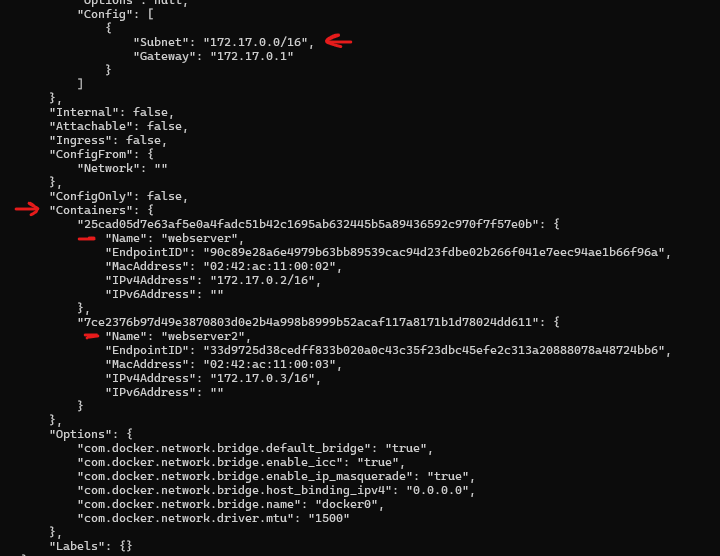 "Options": null,
"Config": [
{
"Subnet": "172.17.0.0/16",
"Gateway": "172.17.0.1"
}
]
},
"Internal": false,
"Attachable": false,
"Ingress": false,
"ConfigFrom": {
"Network": ""
},
"ConfigOnly": false,
"Containers": {
"25cad05d7e63af5e0a4fadc51b42c1695ab632445b5a89436592c970f7f57e0b": {
"Name": "webserver",
"EndpointID": "90c89e28a6e4979b63bb89539cac94d23fdbe02b266f041e7eec94ae1b66f96a",
"MacAddress": "02:42:ac:11:00:02",
"IPv4Address": "172.17.0.2/16",
"IPv6Address": ""
},
"7ce2376b97d49e3870803d0e2b4a998b8999b52acaf117a8171b1d78024dd611": {
"Name": "webserver2",
"EndpointID": "33d9725d38cedff833b020a0c43c35f23dbc45efe2c313a20888078a48724bb6",
"MacAddress": "02:42:ac:11:00:03",
"IPv4Address": "172.17.0.3/16",
"IPv6Address": ""
}
},
"Options": {
"com.docker.network.bridge.default_bridge": "true",
"com.docker.network.bridge.enable_icc": "true",
"com.docker.network.bridge.enable_ip_masquerade": "true",
"com.docker.network.bridge.host_binding_ipv4": "0.0.0.0",
"com.docker.network.bridge.name": "docker0",
"com.docker.network.driver.mtu": "1500"
},
"Labels": {}